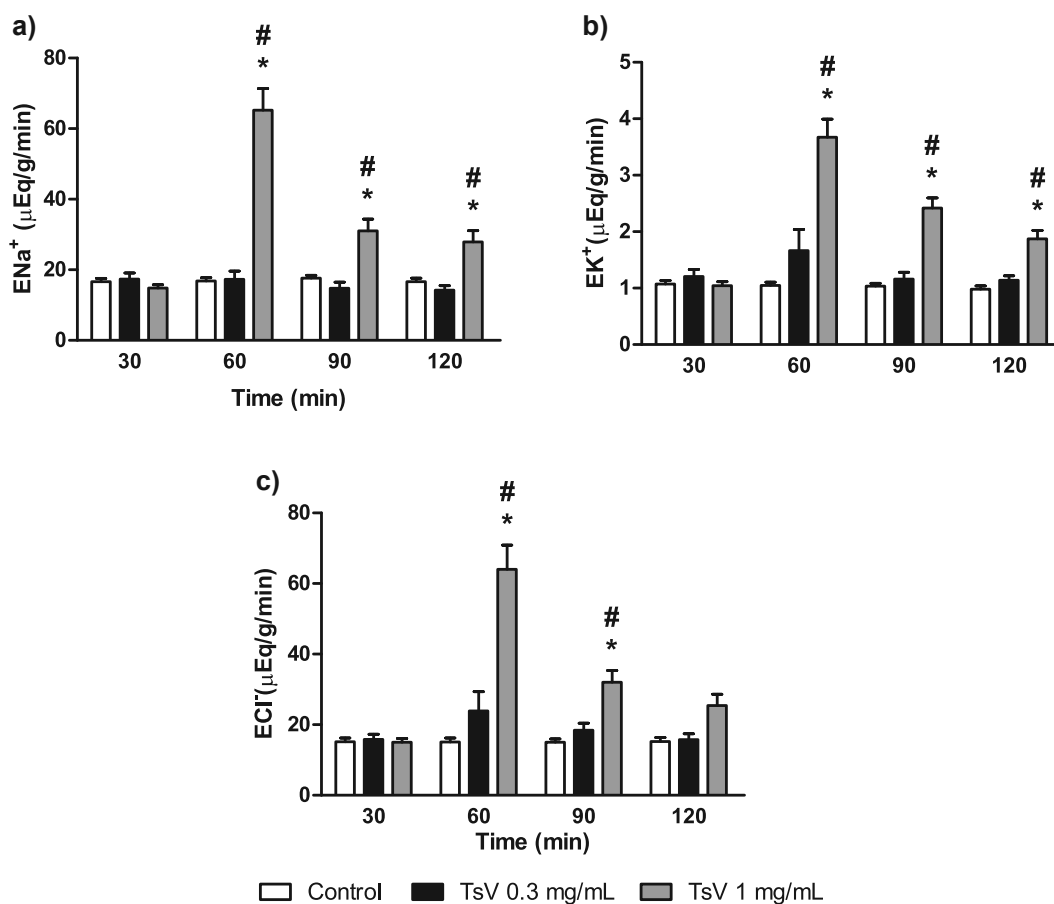 a)
ENa⁺ (μEq/g/min)
80
60
40
20
0
#
*
#
*
#
*
30 60 90 120
Time (min)
b)
EK⁺(μEq/g/min)
5
4
3
2
1
0
#
*
#
*
#
*
30 60 90 120
c)
ECl⁻(μEq/g/min)
80
60
40
20
0
#
*
#
*
30 60 90 120
Time (min)
Control TsV 0.3 mg/mL TsV 1 mg/mL